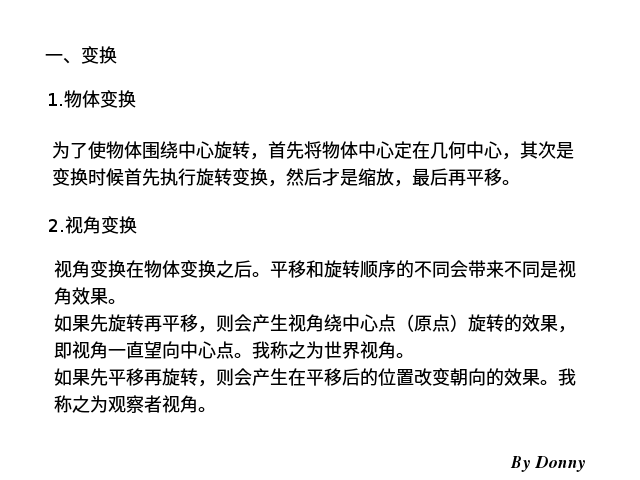 一、变换
1.物体变换
为了使物体围绕中心旋转，首先将物体中心定在几何中心，其次是
变换时候首先执行旋转变换，然后才是缩放，最后再平移。
2.视角变换
视角变换在物体变换之后。平移和旋转顺序的不同会带来不同是视
角效果。
如果先旋转再平移，则会产生视角绕中心点（原点）旋转的效果，
即视角一直望向中心点。我称之为世界视角。
如果先平移再旋转，则会产生在平移后的位置改变朝向的效果。我
称之为观察者视角。
By Donny